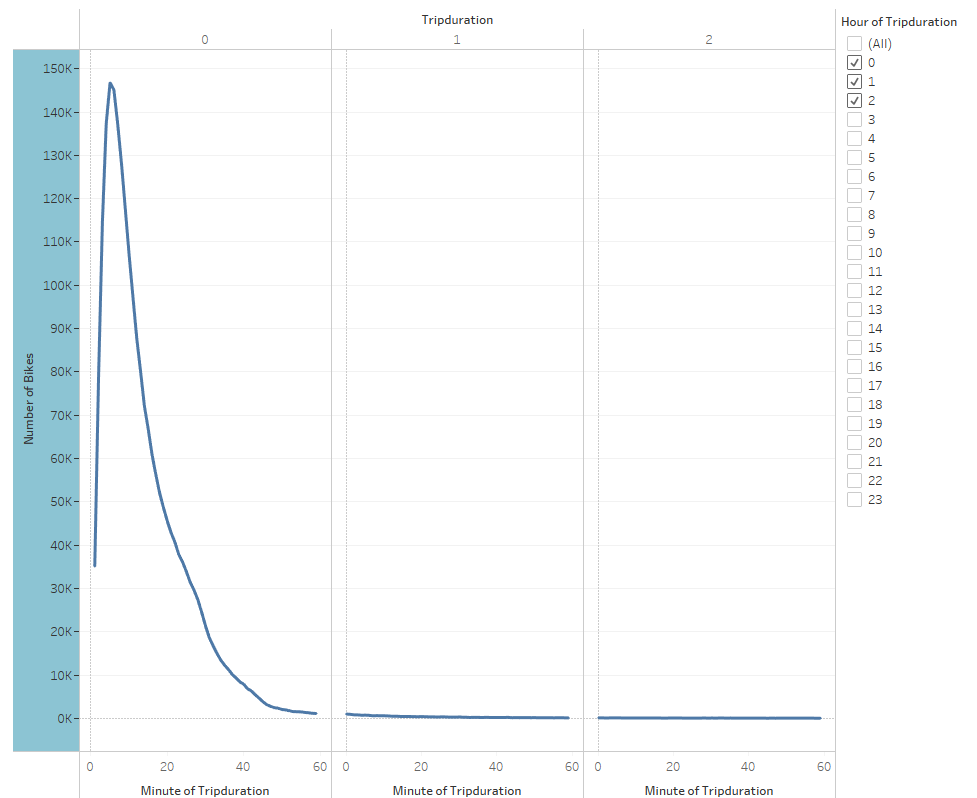 Tripduration
0 1 2
Number of Bikes
150K
140K
130K
120K
110K
100K
90K
80K
70K
60K
50K
40K
30K
20K
10K
0K
0 20 40 60 0 20 40 60 0 20 40 60
Minute of Tripduration Minute of Tripduration Minute of Tripduration
Hour of Tripduration
(All)
0
1
2
3
4
5
6
7
8
9
10
11
12
13
14
15
16
17
18
19
20
21
22
23